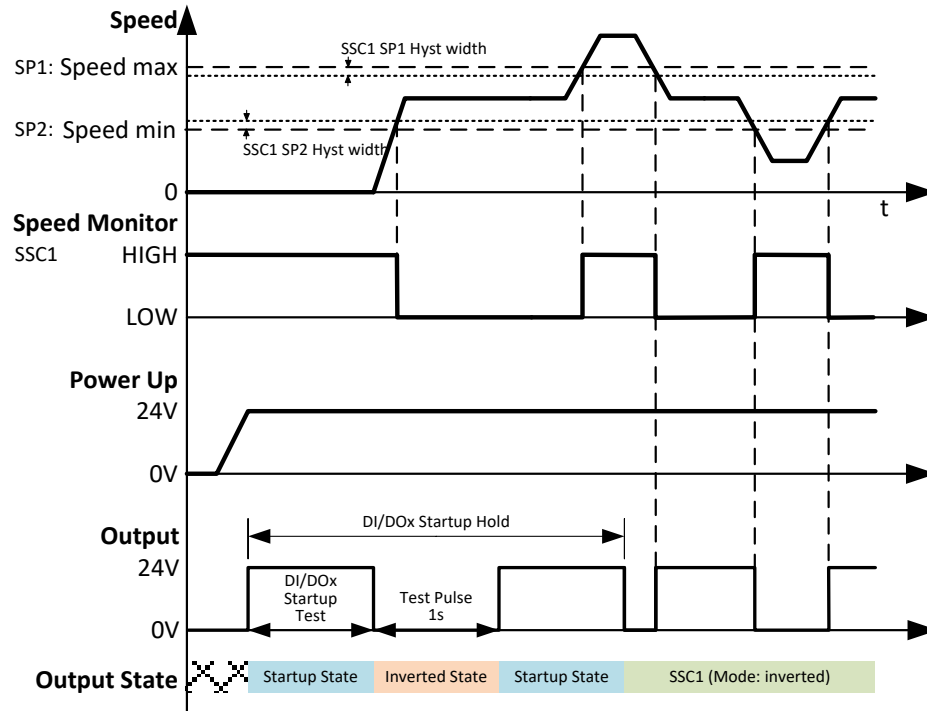 Speed
SSC1 SP1 Hyst width
SP1: Speed max
SP2: Speed min
SSC1 SP2 Hyst width
0
t
Speed Monitor
SSC1 HIGH
LOW
Power Up
24V
0V
DI/DOx Startup Hold
Output
24V
DI/DOx
Startup
Test
Test Pulse
1s
0V
Output State
Startup State
Inverted State
Startup State
SSC1 (Mode: inverted)